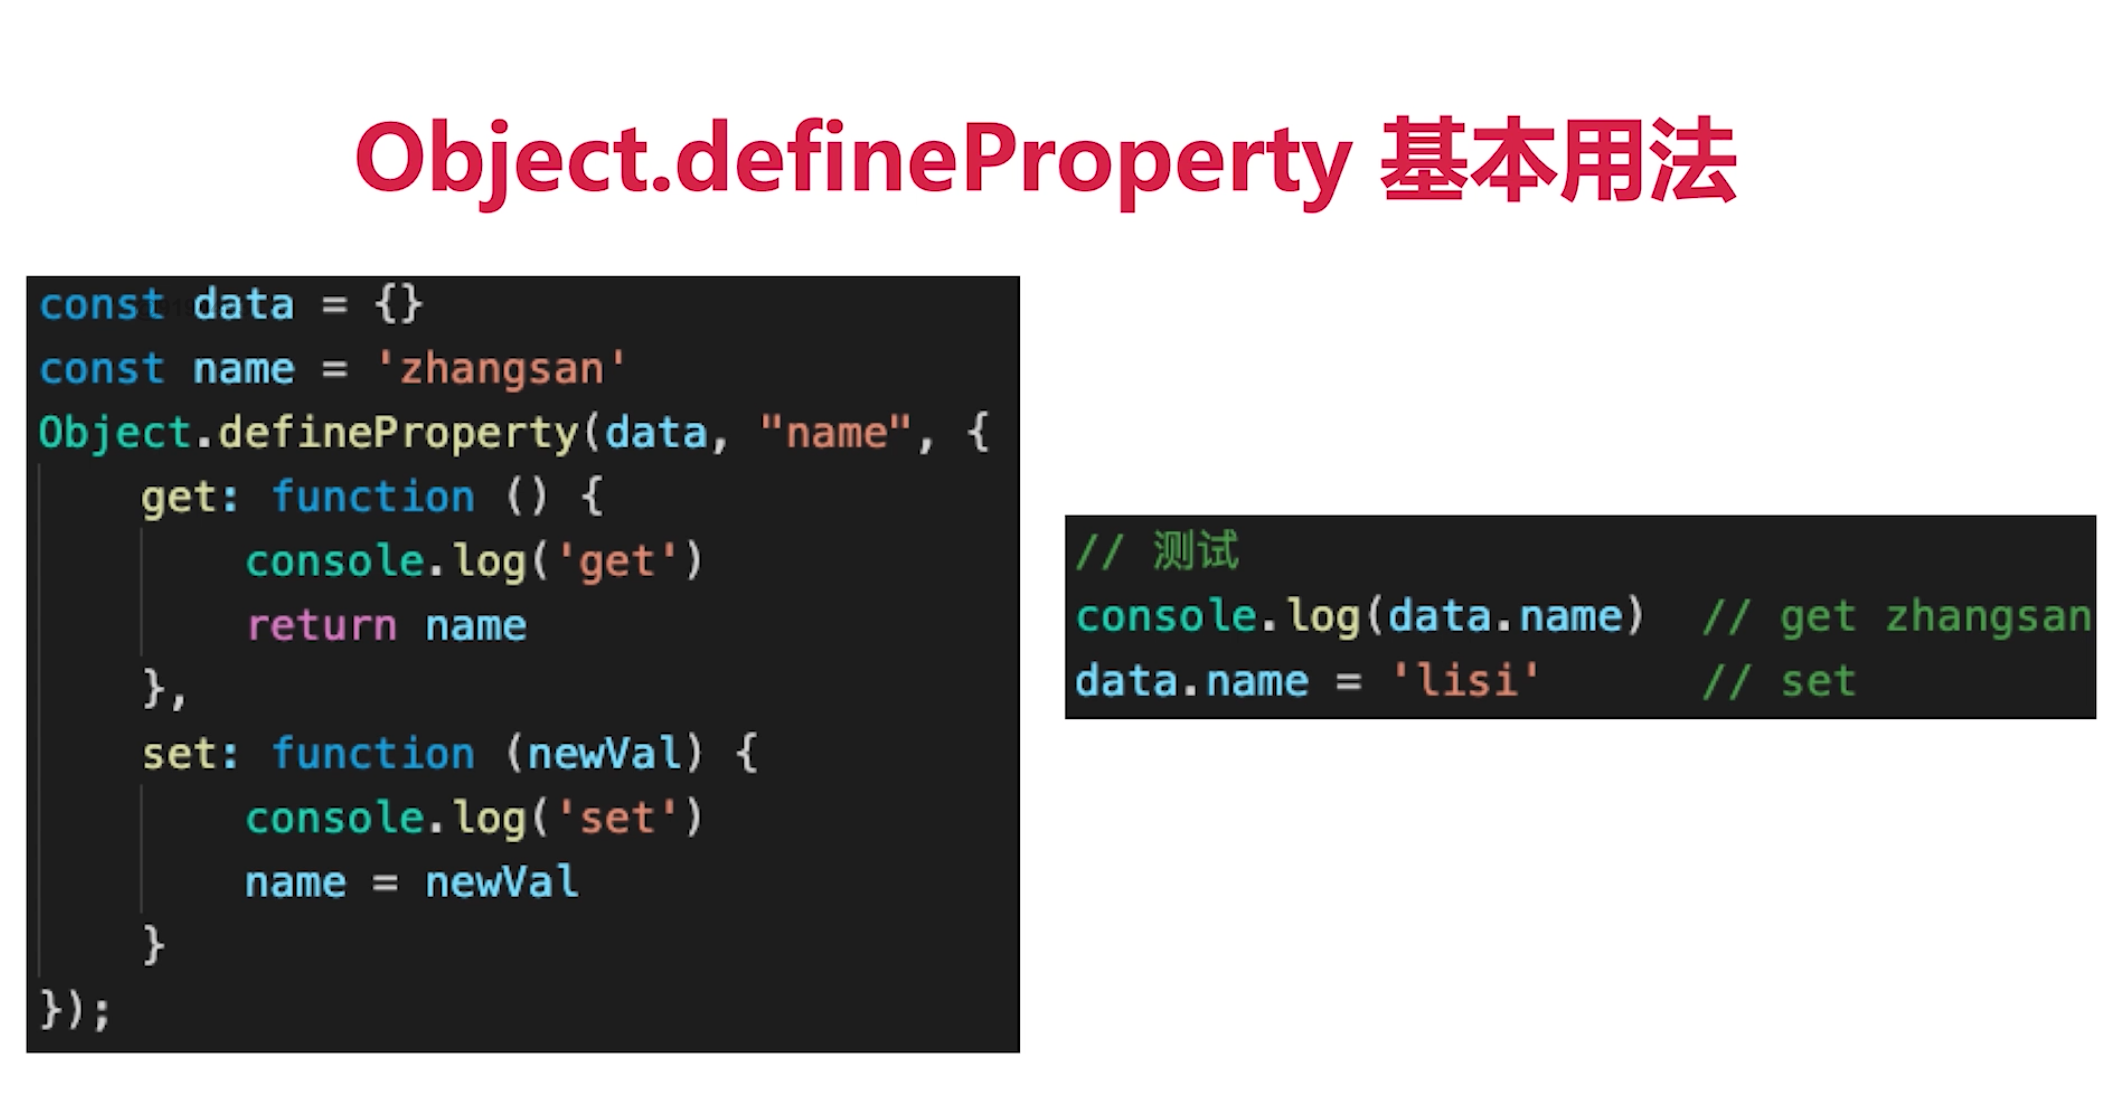 Object.defineProperty 基本用法
const data = {}
const name = 'zhangsan'
Object.defineProperty(data, "name", {
    get: function () {
        console.log('get')
        return name
    },
    set: function (newVal) {
        console.log('set')
        name = newVal
    }
});
// 测试
console.log(data.name)  // get zhangsan
data.name = 'lisi'      // set